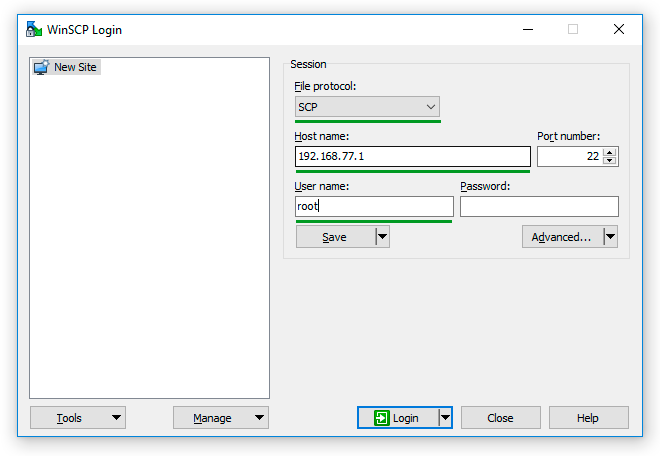 WinSCP Login
New Site
Session
File protocol:
SCP
Host name:
Port number:
192.168.77.1
22
User name:
Password:
root
Save
Advanced...
Tools
Manage
Login
Close
Help